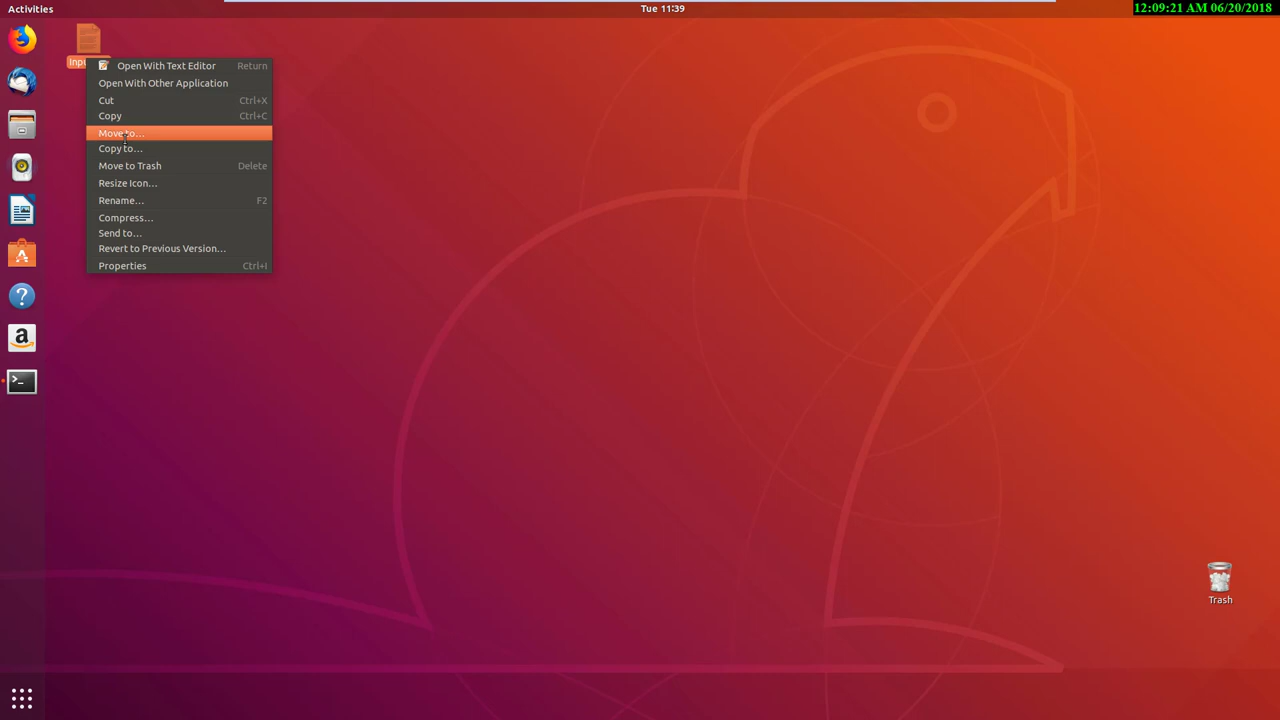 Activities
Tue 11:39
12:09:21 AM 06/20/2018
Open With Text Editor Return
Open With Other Application
Cut Ctrl+X
Copy Ctrl+C
Move to...
Copy to...
Move to Trash Delete
Resize Icon...
Rename... F2
Compress...
Send to...
Revert to Previous Version...
Properties Ctrl+I
Trash